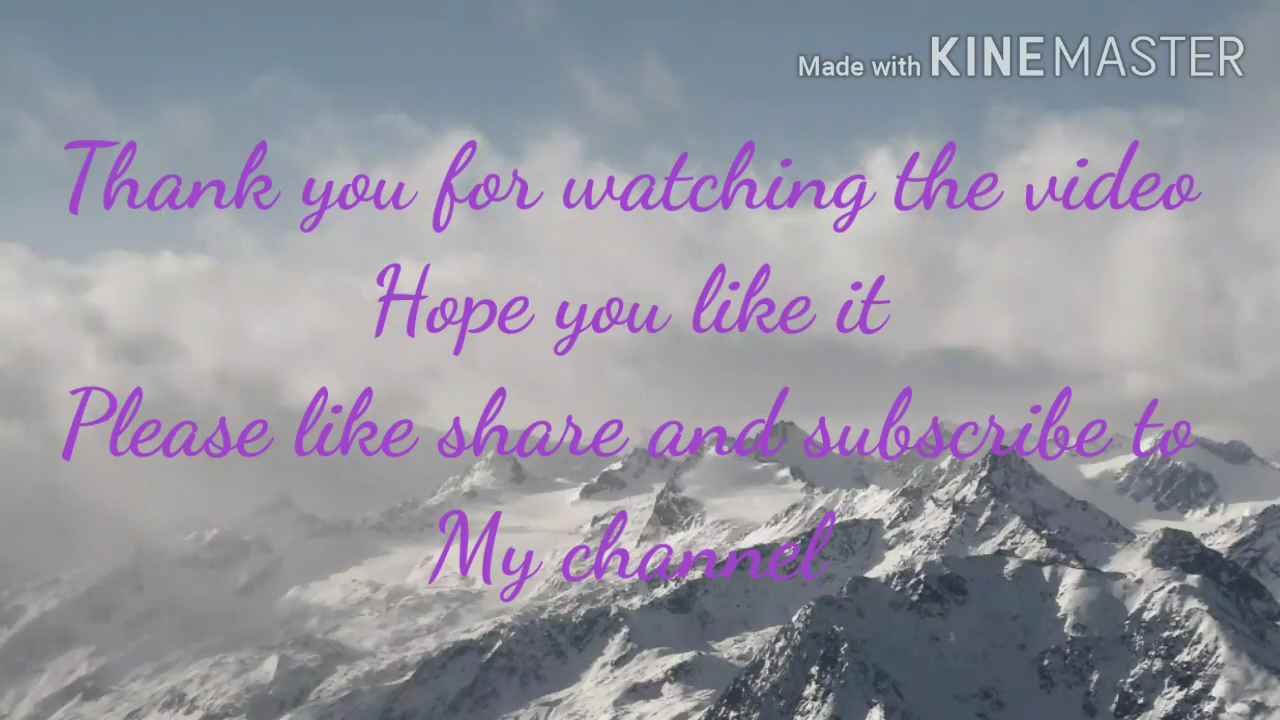 Made with KINEMASTER
Thank you for watching the video
Hope you like it
Please like share and subscribe to
My channel